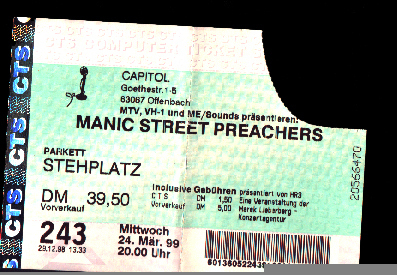 CTS COMPUTER TICKET
CTS CTS CTS CTS
CAPITOL
Goethestr.1-5
63067 Offenbach
MTV, VH-1 und ME/Sounds präsentieren:
MANIC STREET PREACHERS
PARKETT
STEHPLATZ
DM 39,50
Vorverkauf
Inclusive Gebühren
CTS DM 1,50
Vorverkauf DM 5,00
präsentiert von HR3
Eine Veranstaltung der
Marek Lieberberg -
Konzertagentur
243
29.12.98 13.33
Mittwoch
24. Mär. 99
20.00 Uhr
20566470